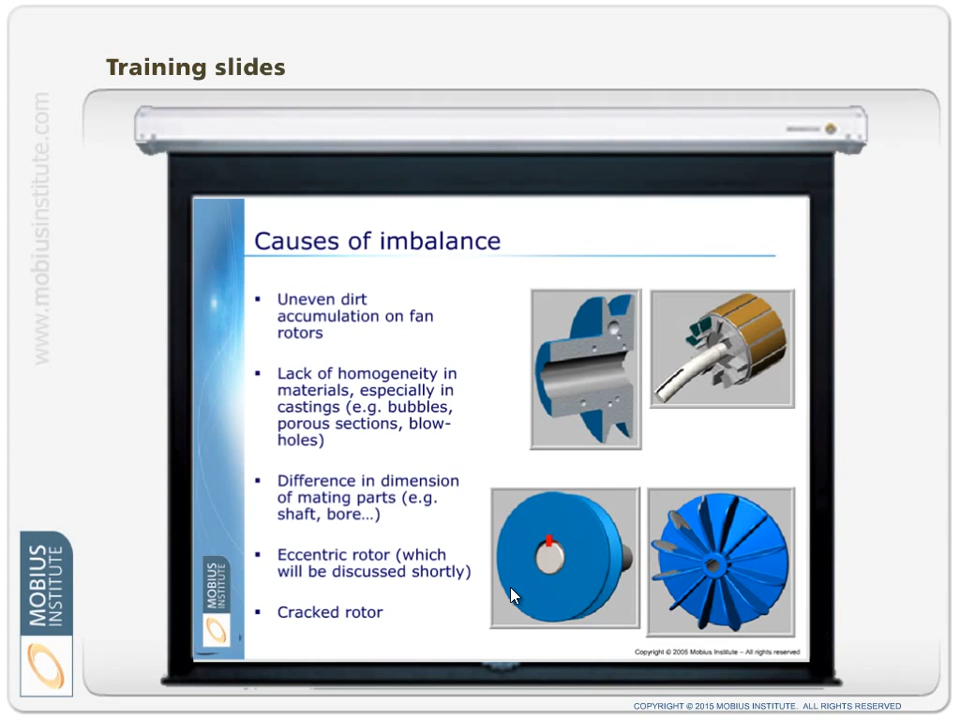 Training slides
www.mobiusinstitute.com
Causes of imbalance
▪ Uneven dirt
accumulation on fan
rotors
▪ Lack of homogeneity in
materials, especially in
castings (e.g. bubbles,
porous sections, blow-
holes)
▪ Difference in dimension
of mating parts (e.g.
shaft, bore…)
▪ Eccentric rotor (which
will be discussed shortly)
▪ Cracked rotor
MOBIUS
INSTITUTE
Copyright © 2005 Mobius Institute – All rights reserved
MOBIUS
INSTITUTE
COPYRIGHT © 2015 MOBIUS INSTITUTE. ALL RIGHTS RESERVED